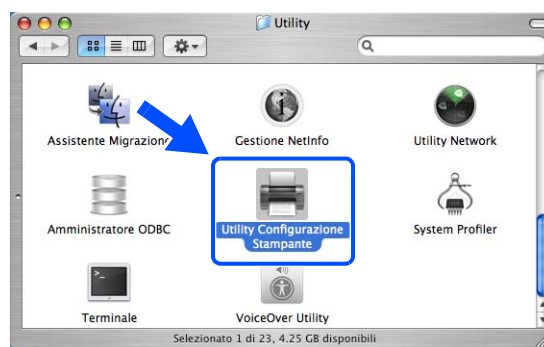 Utility
Assistente Migrazione
Gestione NetInfo
Utility Network
Amministratore ODBC
Utility Configurazione
Stampante
System Profiler
Terminale
VoiceOver Utility
Selezionato 1 di 23, 4.25 GB disponibili